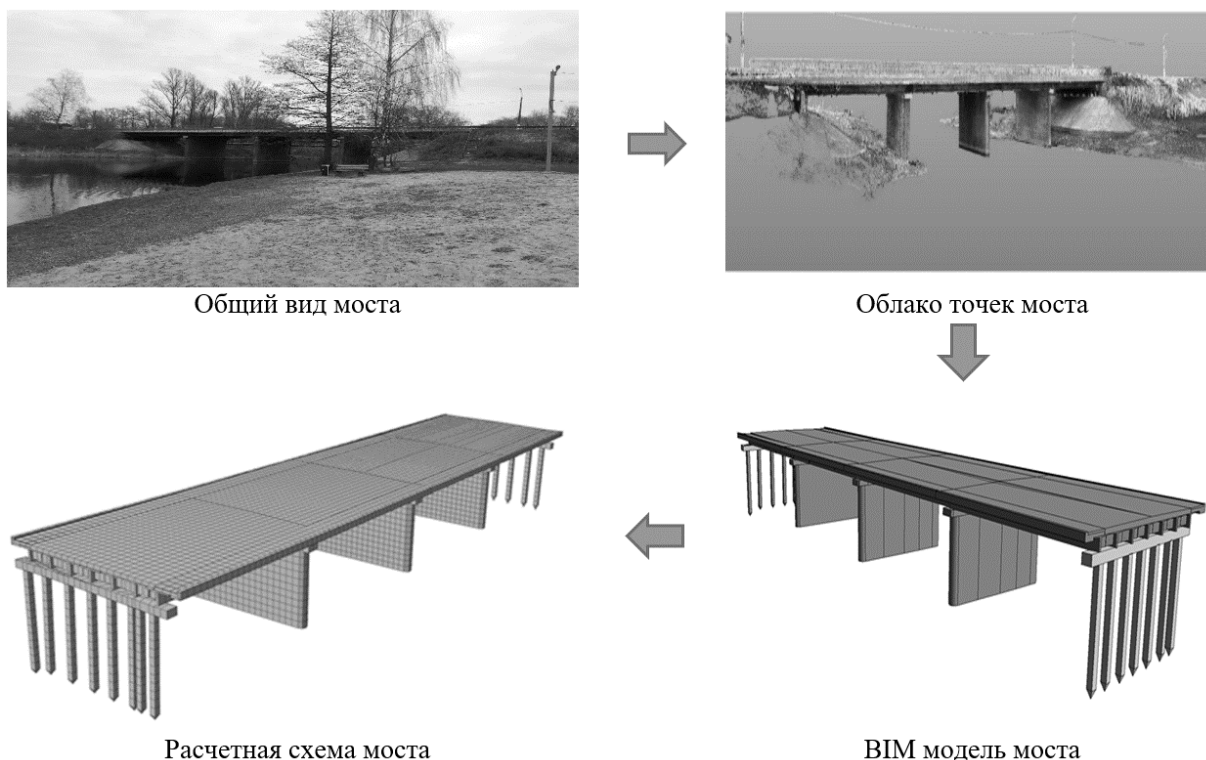 Общий вид моста
Облако точек моста
Расчетная схема моста
BIM модель моста